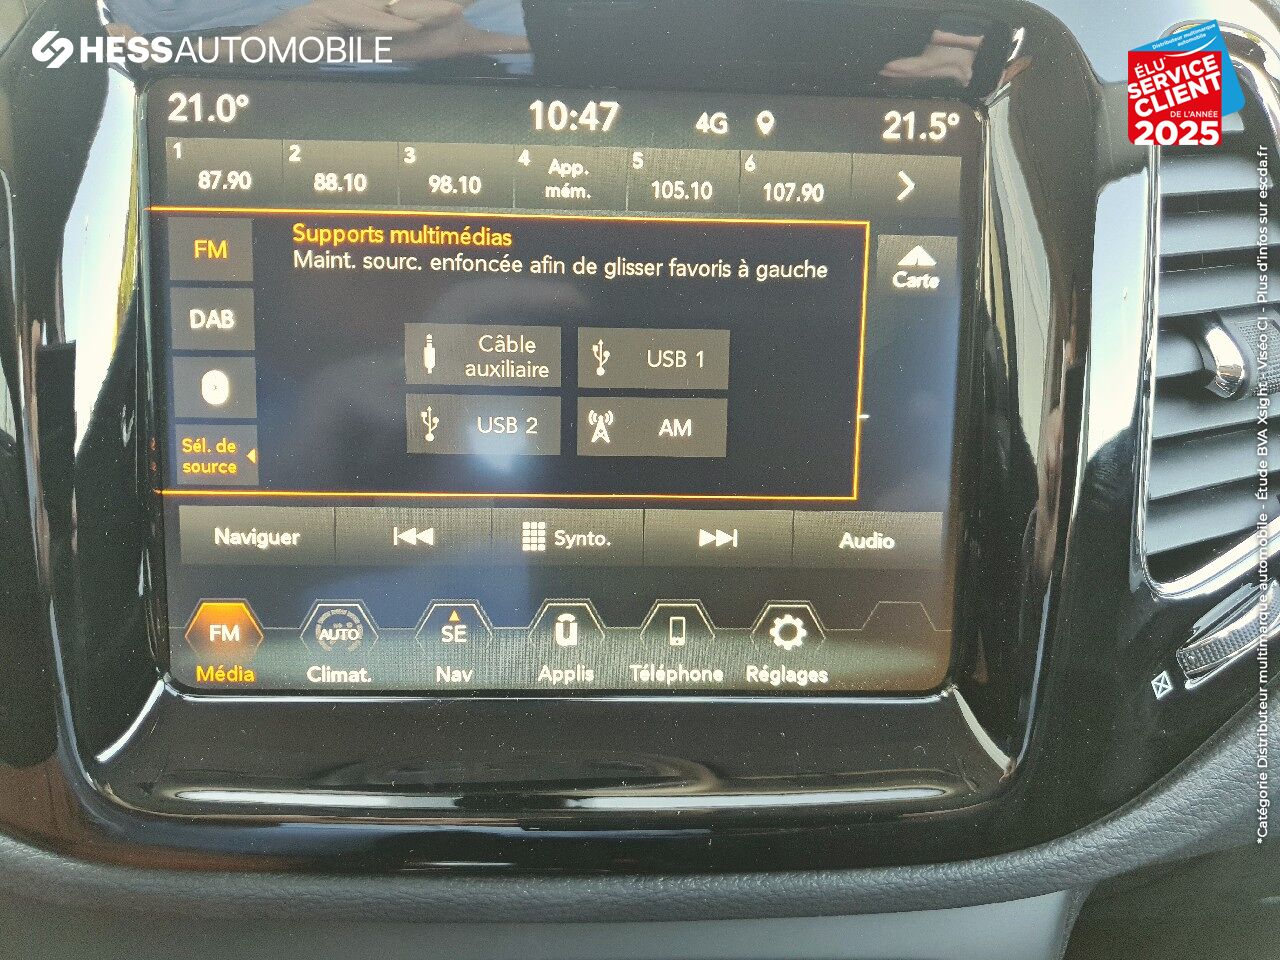 HESSAUTOMOBILE
ÉLU
SERVICE
CLIENT
DE L'ANNÉE
2025
Distributeur multimarque
automobile
21.0°
10:47
4G
21.5°
1
87.90
2
88.10
3
98.10
4
App.
mém.
5
105.10
6
107.90
FM
DAB
Sél. de
source
Supports multimédias
Maint. sourc. enfoncée afin de glisser favoris à gauche
Câble
auxiliaire
USB 1
USB 2
AM
Carte
Naviguer
Synto.
Audio
FM
Média
AUTO
Climat.
SE
Nav
û
Applis
Téléphone
Réglages
*Catégorie Distributeur multimarque automobile - Étude BVA Xsight - Viséo CI - Plus d'infos sur escda.fr